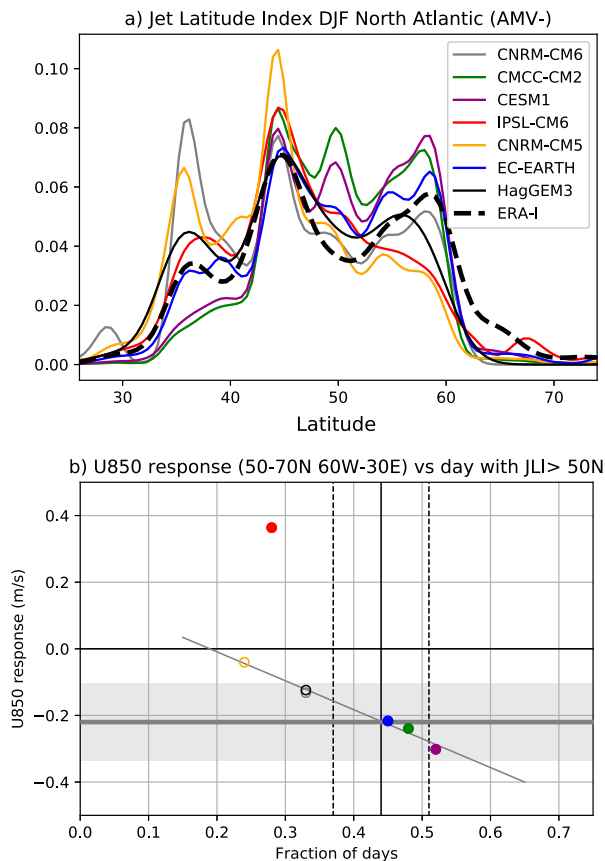 a) Jet Latitude Index DJF North Atlantic (AMV-)
0.10
0.08
0.06
0.04
0.02
0.00
CNRM-CM6
CMCC-CM2
CESM1
IPSL-CM6
CNRM-CM5
EC-EARTH
HagGEM3
ERA-I
30
40
50
60
70
Latitude
b) U850 response (50-70N 60W-30E) vs day with JLI> 50N
U850 response (m/s)
0.4
0.2
0.0
−0.2
−0.4
0.0
0.1
0.2
0.3
0.4
0.5
0.6
0.7
Fraction of days